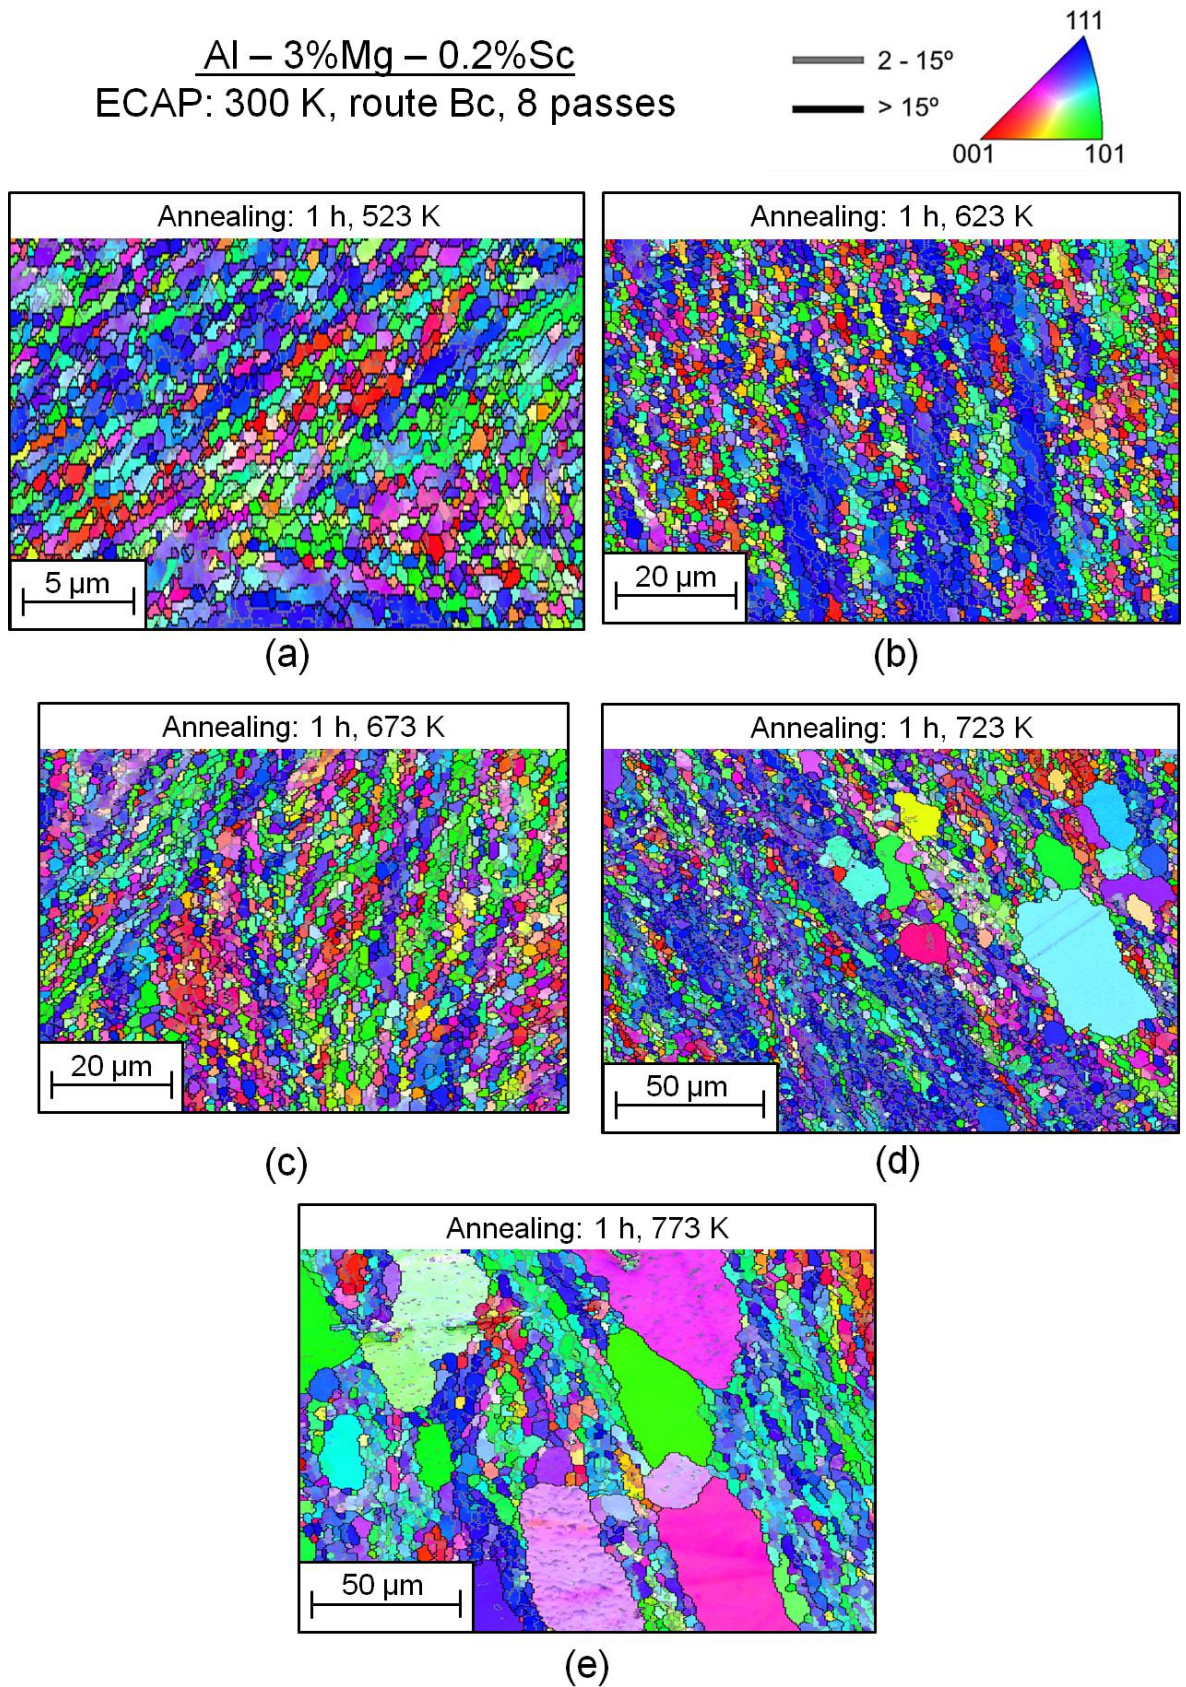 Al – 3%Mg – 0.2%Sc
ECAP: 300 K, route Bc, 8 passes
2 - 15º
> 15º
111
001
101
Annealing: 1 h, 523 K
5 µm
(a)
Annealing: 1 h, 623 K
20 µm
(b)
Annealing: 1 h, 673 K
20 µm
(c)
Annealing: 1 h, 723 K
50 µm
(d)
Annealing: 1 h, 773 K
50 µm
(e)